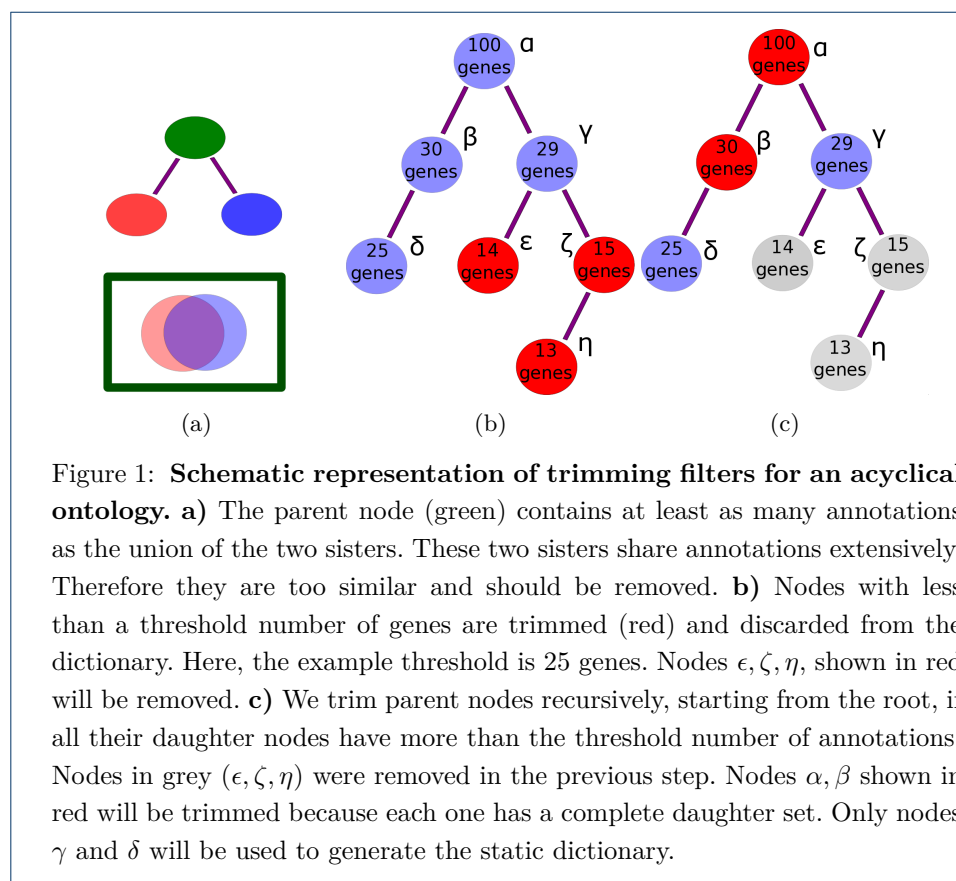 100
genes
α
30
genes
β
29
genes
γ
25
genes
δ
14
genes
ε
15
genes
ζ
13
genes
η
100
genes
α
30
genes
β
29
genes
γ
25
genes
δ
14
genes
ε
15
genes
ζ
13
genes
η
(a)
(b)
(c)
Figure 1: Schematic representation of trimming filters for an acyclical
ontology. a) The parent node (green) contains at least as many annotations
as the union of the two sisters. These two sisters share annotations extensively
Therefore they are too similar and should be removed. b) Nodes with less
than a threshold number of genes are trimmed (red) and discarded from the
dictionary. Here, the example threshold is 25 genes. Nodes ϵ, ζ, η, shown in red
will be removed. c) We trim parent nodes recursively, starting from the root, i
all their daughter nodes have more than the threshold number of annotations
Nodes in grey (ϵ, ζ, η) were removed in the previous step. Nodes α, β shown in
red will be trimmed because each one has a complete daughter set. Only nodes
γ and δ will be used to generate the static dictionary.